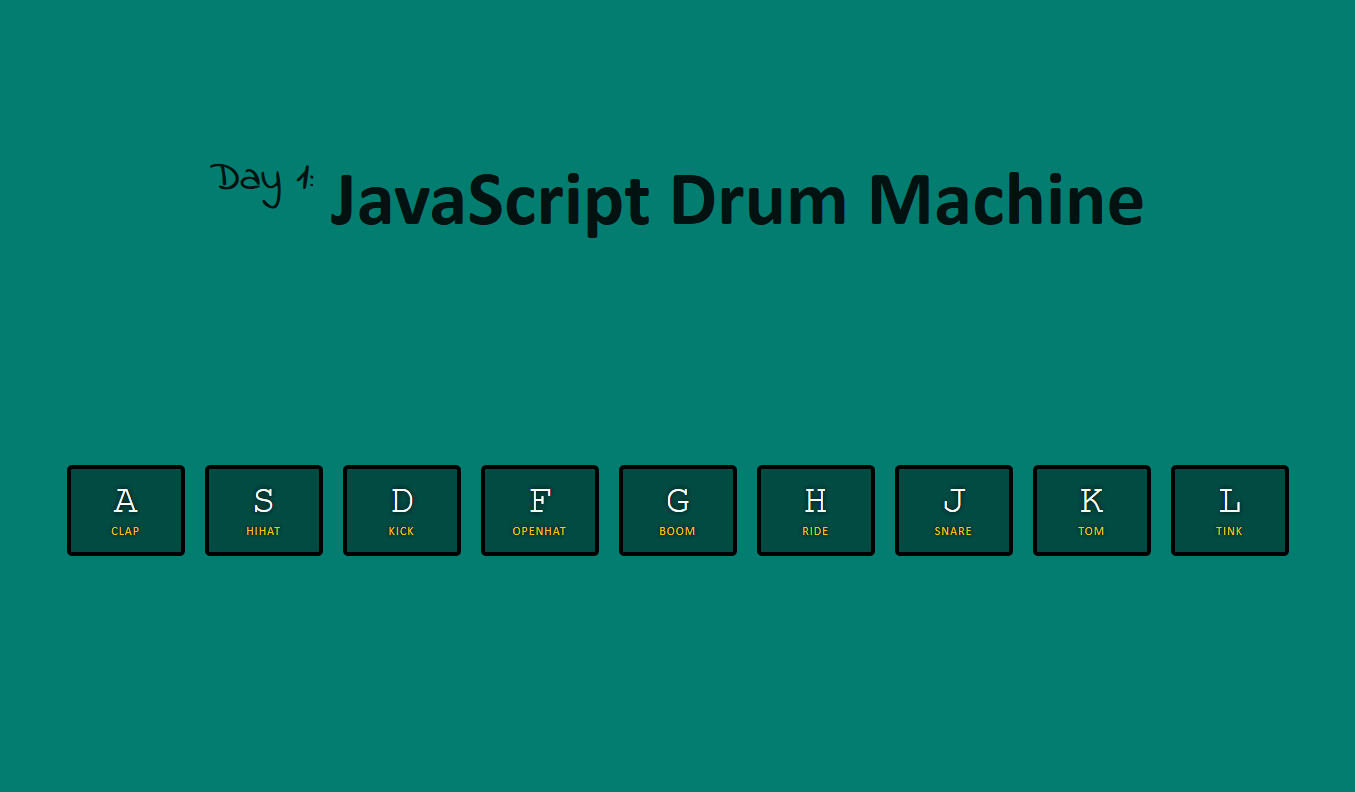 Day 1: JavaScript Drum Machine
A S D F G H J K L
CLAP HIHAT KICK OPENHAT BOOM RIDE SNARE TOM TINK